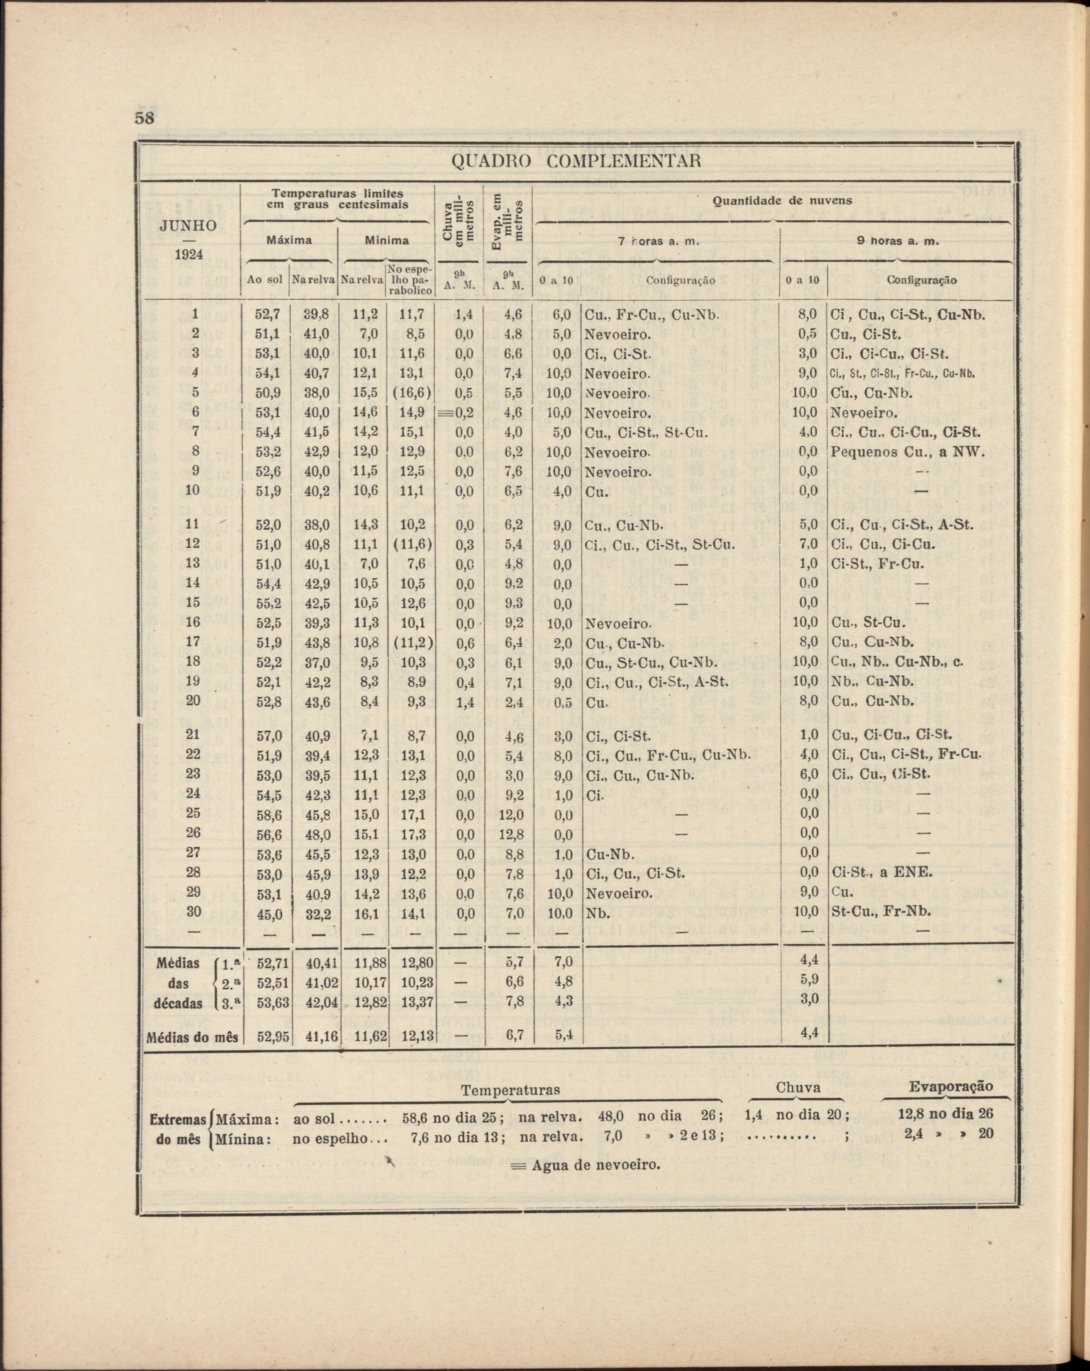 58
QUADRO COMPLEMENTAR
JUNHO
—
1924
Temperaturas limites
em graus centesimais
Chuva
em mili-
metros
Evap. em
mili-
metros
Quantidade de nuvens
Máxima Mínima 7 horas a. m. 9 horas a. m.
Ao sol Na relva Na relva No espe-
lho pa-
rabolico
9h
A. M.
9h
A. M.
0 a 10 Configuração 0 a 10 Configuração
1 52,7 39,8 11,2 11,7 1,4 4,6 6,0 Cu., Fr-Cu., Cu-Nb. 8,0 Ci , Cu., Ci-St., Cu-Nb.
2 51,1 41,0 7,0 8,5 0,0 4,8 5,0 Nevoeiro. 0,5 Cu., Ci-St.
3 53,1 40,0 10,1 11,6 0,0 6,6 0,0 Ci., Ci-St. 3,0 Ci., Ci-Cu., Ci-St.
4 54,1 40,7 12,1 13,1 0,0 7,4 10,0 Nevoeiro. 9,0 Ci., St., Ci-St., Fr-Cu., Cu-Nb.
5 50,9 38,0 15,5 (16,6) 0,5 5,5 10,0 Nevoeiro. 10,0 Cu., Cu-Nb.
6 53,1 40,0 14,6 14,9 ≡0,2 4,6 10,0 Nevoeiro. 10,0 Nevoeiro.
7 54,4 41,5 14,2 15,1 0,0 4,0 5,0 Cu., Ci-St., St-Cu. 4,0 Ci., Cu., Ci-Cu., Ci-St.
8 53,2 42,9 12,0 12,9 0,0 6,2 10,0 Nevoeiro. 0,0 Pequenos Cu., a NW.
9 52,6 40,0 11,5 12,5 0,0 7,6 10,0 Nevoeiro. 0,0 —
10 51,9 40,2 10,6 11,1 0,0 6,5 4,0 Cu. 0,0 —
11 52,0 38,0 14,3 10,2 0,0 6,2 9,0 Cu., Cu-Nb. 5,0 Ci., Cu., Ci-St., A-St.
12 51,0 40,8 11,1 (11,6) 0,3 5,4 9,0 Ci., Cu., Ci-St., St-Cu. 7,0 Ci., Cu., Ci-Cu.
13 51,0 40,1 7,0 7,6 0,0 4,8 0,0 — 1,0 Ci-St., Fr-Cu.
14 54,4 42,9 10,5 10,5 0,0 9,2 0,0 — 0,0 —
15 55,2 42,5 10,5 12,6 0,0 9,3 0,0 — 0,0 —
16 52,5 39,3 11,3 10,1 0,0 9,2 10,0 Nevoeiro. 10,0 Cu., St-Cu.
17 51,9 43,8 10,8 (11,2) 0,6 6,4 2,0 Cu., Cu-Nb. 8,0 Cu., Cu-Nb.
18 52,2 37,0 9,5 10,3 0,3 6,1 9,0 Cu., St-Cu., Cu-Nb. 10,0 Cu., Nb., Cu-Nb., c.
19 52,1 42,2 8,3 8,9 0,4 7,1 9,0 Ci., Cu., Ci-St., A-St. 10,0 Nb., Cu-Nb.
20 52,8 43,6 8,4 9,3 1,4 2,4 0,5 Cu. 8,0 Cu., Cu-Nb.
21 57,0 40,9 7,1 8,7 0,0 4,6 3,0 Ci., Ci-St. 1,0 Cu., Ci-Cu., Ci-St.
22 51,9 39,4 12,3 13,1 0,0 5,4 8,0 Ci., Cu., Fr-Cu., Cu-Nb. 4,0 Ci., Cu., Ci-St., Fr-Cu.
23 53,0 39,5 11,1 12,3 0,0 3,0 9,0 Ci., Cu., Cu-Nb. 6,0 Ci., Cu., Ci-St.
24 54,5 42,3 11,1 12,3 0,0 9,2 1,0 Ci. 0,0 —
25 58,6 45,8 15,0 17,1 0,0 12,0 0,0 — 0,0 —
26 56,6 48,0 15,1 17,3 0,0 12,8 0,0 — 0,0 —
27 53,6 45,5 12,3 13,0 0,0 8,8 1,0 Cu-Nb. 0,0 —
28 53,0 45,9 13,9 12,2 0,0 7,8 1,0 Ci., Cu., Ci-St. 0,0 Ci-St., a ENE.
29 53,1 40,9 14,2 13,6 0,0 7,6 10,0 Nevoeiro. 9,0 Cu.
30 45,0 32,2 16,1 14,1 0,0 7,0 10,0 Nb. 10,0 St-Cu., Fr-Nb.
— — — — — — — — — — —
Médias 1.ª 52,71 40,41 11,88 12,80 — 5,7 7,0 4,4
das 2.ª 52,51 41,02 10,17 10,23 — 6,6 4,8 5,9
décadas 3.ª 53,63 42,04 12,82 13,37 — 7,8 4,3 3,0
Médias do mês 52,95 41,16 11,62 12,13 — 6,7 5,4 4,4
Temperaturas Chuva Evaporação
Extremas Máxima: ao sol....... 58,6 no dia 25; na relva. 48,0 no dia 26; 1,4 no dia 20; 12,8 no dia 26
do mês Mínina: no espelho... 7,6 no dia 13; na relva. 7,0 » » 2 e 13; .......... ; 2,4 » » 20
≡ Agua de nevoeiro.